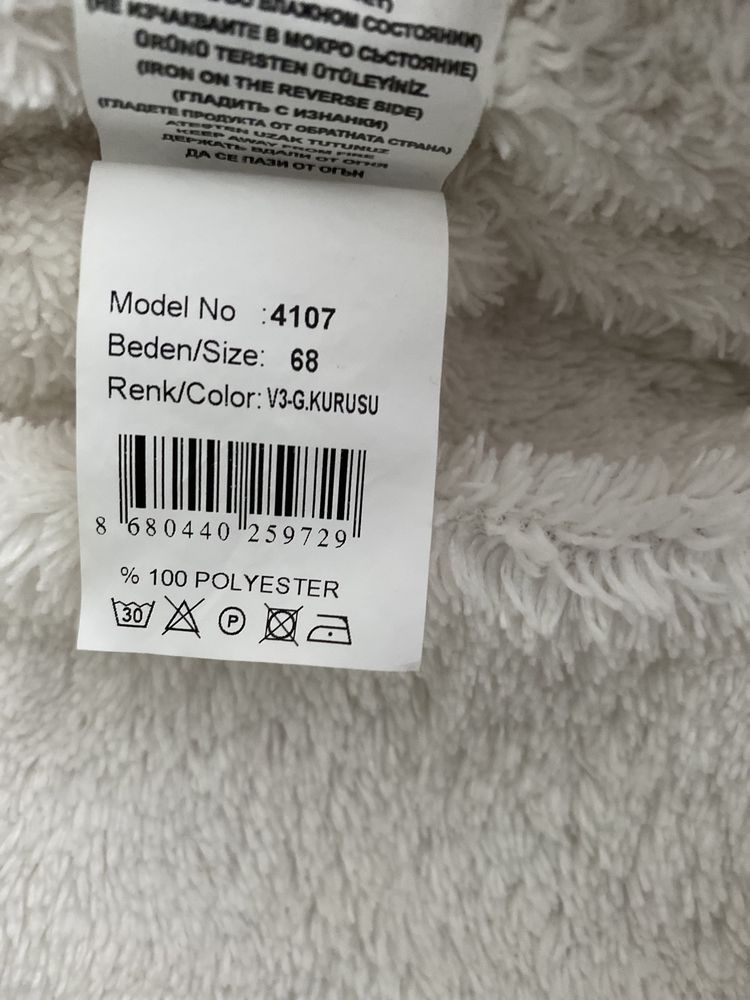 ВЛАЖНОМ СОСТОЯНИИ)
(НЕ ИЗЧАКВАЙТЕ В МОКРО СЪСТОЯНИЕ)
ÜRÜNÜ TERSTEN ÜTÜLEYİNİZ.
(IRON ON THE REVERSE SIDE)
(ГЛАДИТЬ С ИЗНАНКИ)
(ГЛАДЕТЕ ПРОДУКТА ОТ ОБРАТНАТА СТРАНА)
ATEŞTEN UZAK TUTUNUZ
KEEP AWAY FROM FIRE
ДЕРЖАТЬ ВДАЛИ ОТ ОГНЯ
ДА СЕ ПАЗИ ОТ ОГЪН
Model No :4107
Beden/Size: 68
Renk/Color: V3-G.KURUSU
8 680440 259729
% 100 POLYESTER
30 P